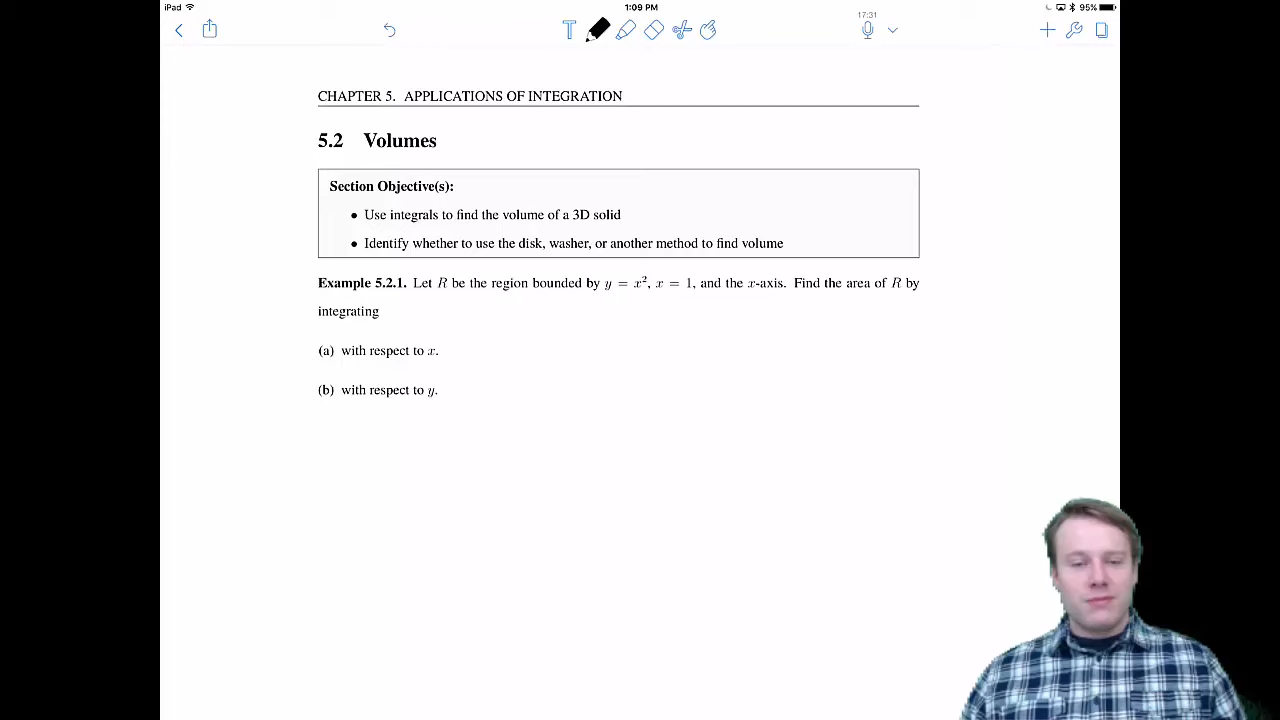 iPad 1:09 PM 95%
17:31
T
CHAPTER 5. APPLICATIONS OF INTEGRATION
5.2 Volumes
Section Objective(s):
• Use integrals to find the volume of a 3D solid
• Identify whether to use the disk, washer, or another method to find volume
Example 5.2.1. Let R be the region bounded by y = x², x = 1, and the x-axis. Find the area of R by
integrating
(a) with respect to x.
(b) with respect to y.